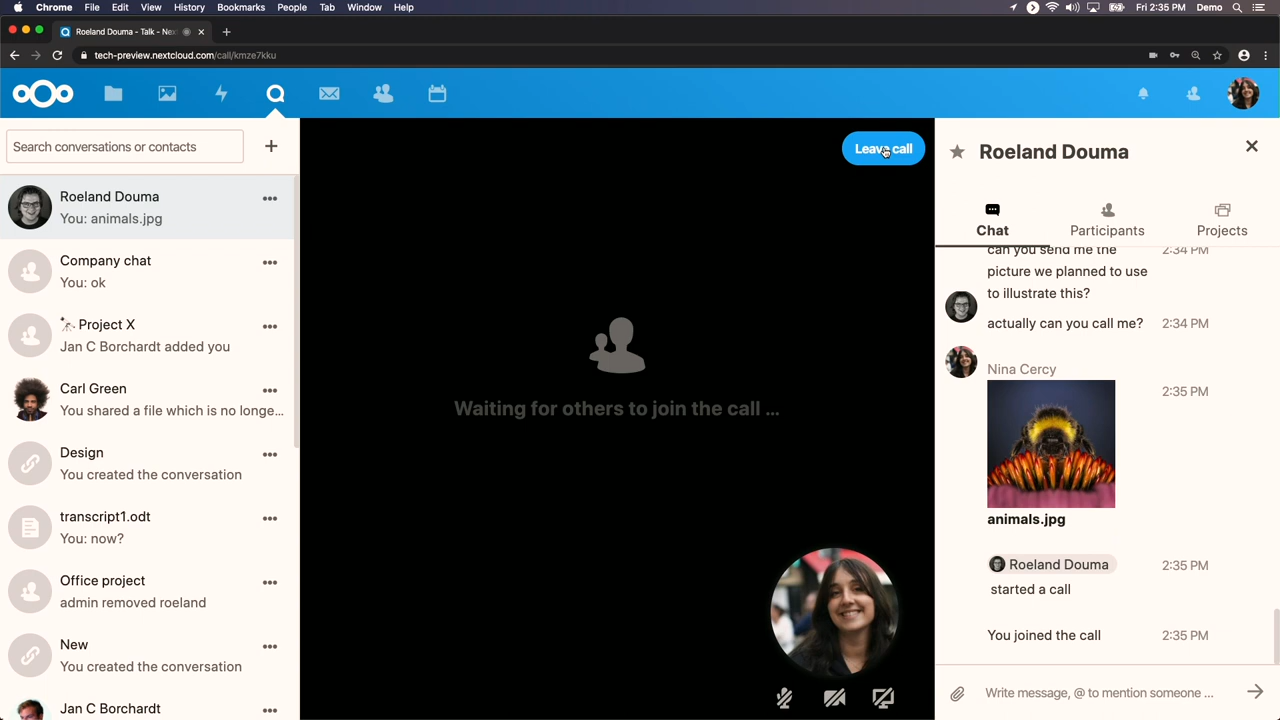 Chrome File Edit View History Bookmarks People Tab Window Help
Fri 2:35 PM Demo
Roeland Douma - Talk - Nex
tech-preview.nextcloud.com/call/kmze7kku
Search conversations or contacts
Roeland Douma
You: animals.jpg
Company chat
You: ok
Project X
Jan C Borchardt added you
Carl Green
You shared a file which is no longe...
Design
You created the conversation
transcript1.odt
You: now?
Office project
admin removed roeland
New
You created the conversation
Jan C Borchardt
Leave call
Waiting for others to join the call ...
Roeland Douma
Chat
Participants
Projects
can you send me the 2:34 PM
picture we planned to use
to illustrate this?
actually can you call me? 2:34 PM
Nina Cercy
2:35 PM
animals.jpg
Roeland Douma 2:35 PM
started a call
You joined the call 2:35 PM
Write message, @ to mention someone ...